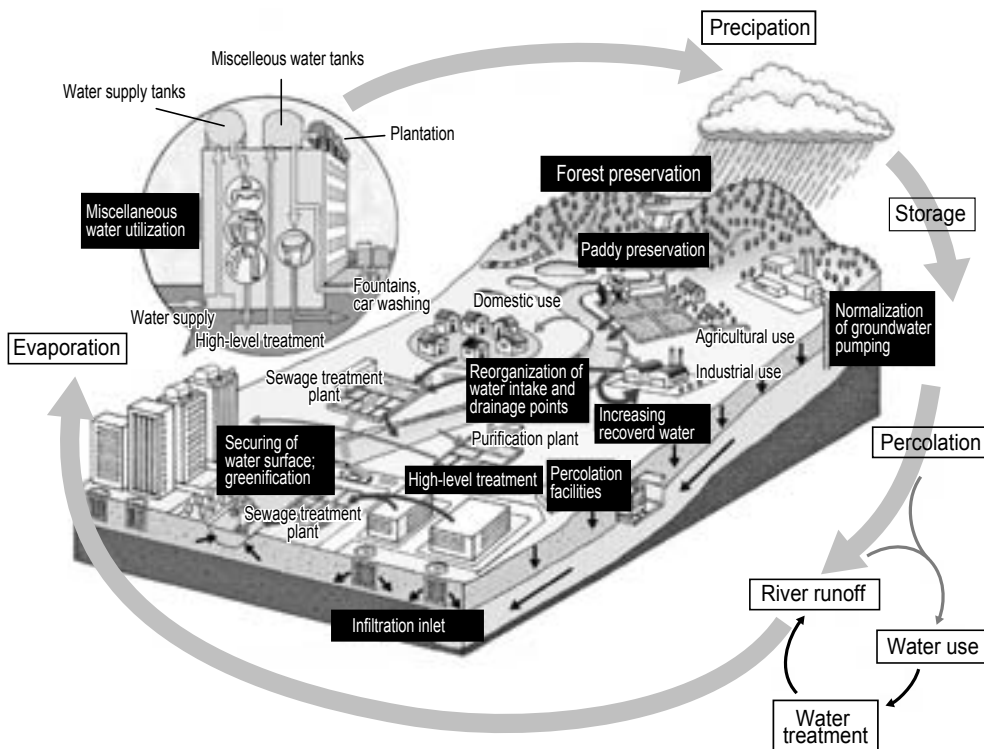 Precipation
Miscelleous water tanks
Water supply tanks
Plantation
Forest preservation
Miscellaneous
water utilization
Storage
Paddy preservation
Fountains,
car washing
Domestic use
Water supply
High-level treatment
Normalization
of groundwater
pumping
Agricultural use
Evaporation
Industrial use
Sewage treatment
plant
Reorganization of
water intake and
drainage points
Increasing
recoverd water
Percolation
Securing of
water surface;
greenification
Purification plant
High-level treatment
Percolation
facilities
Sewage treatment
plant
River runoff
Infiltration inlet
Water use
Water
treatment